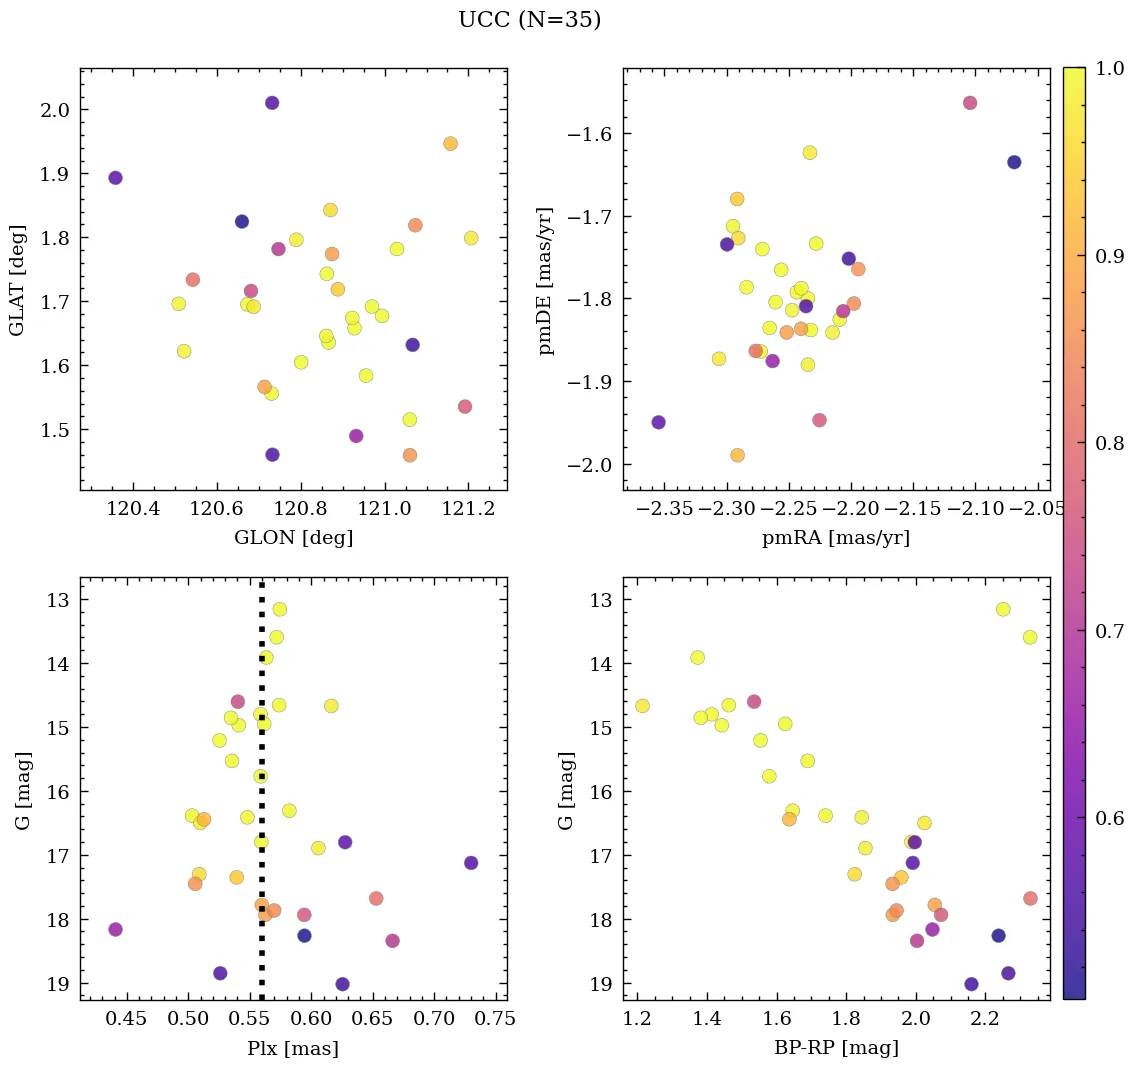 UCC (N=35)
2.0
1.9
1.8
1.7
1.6
1.5
GLAT [deg]
120.4 120.6 120.8 121.0 121.2
GLON [deg]
−1.6
−1.7
−1.8
−1.9
−2.0
pmDE [mas/yr]
−2.35 −2.30 −2.25 −2.20 −2.15 −2.10 −2.05
pmRA [mas/yr]
1.0
0.9
0.8
0.7
0.6
13
14
15
16
17
18
19
G [mag]
0.45 0.50 0.55 0.60 0.65 0.70 0.75
Plx [mas]
13
14
15
16
17
18
19
G [mag]
1.2 1.4 1.6 1.8 2.0 2.2
BP-RP [mag]